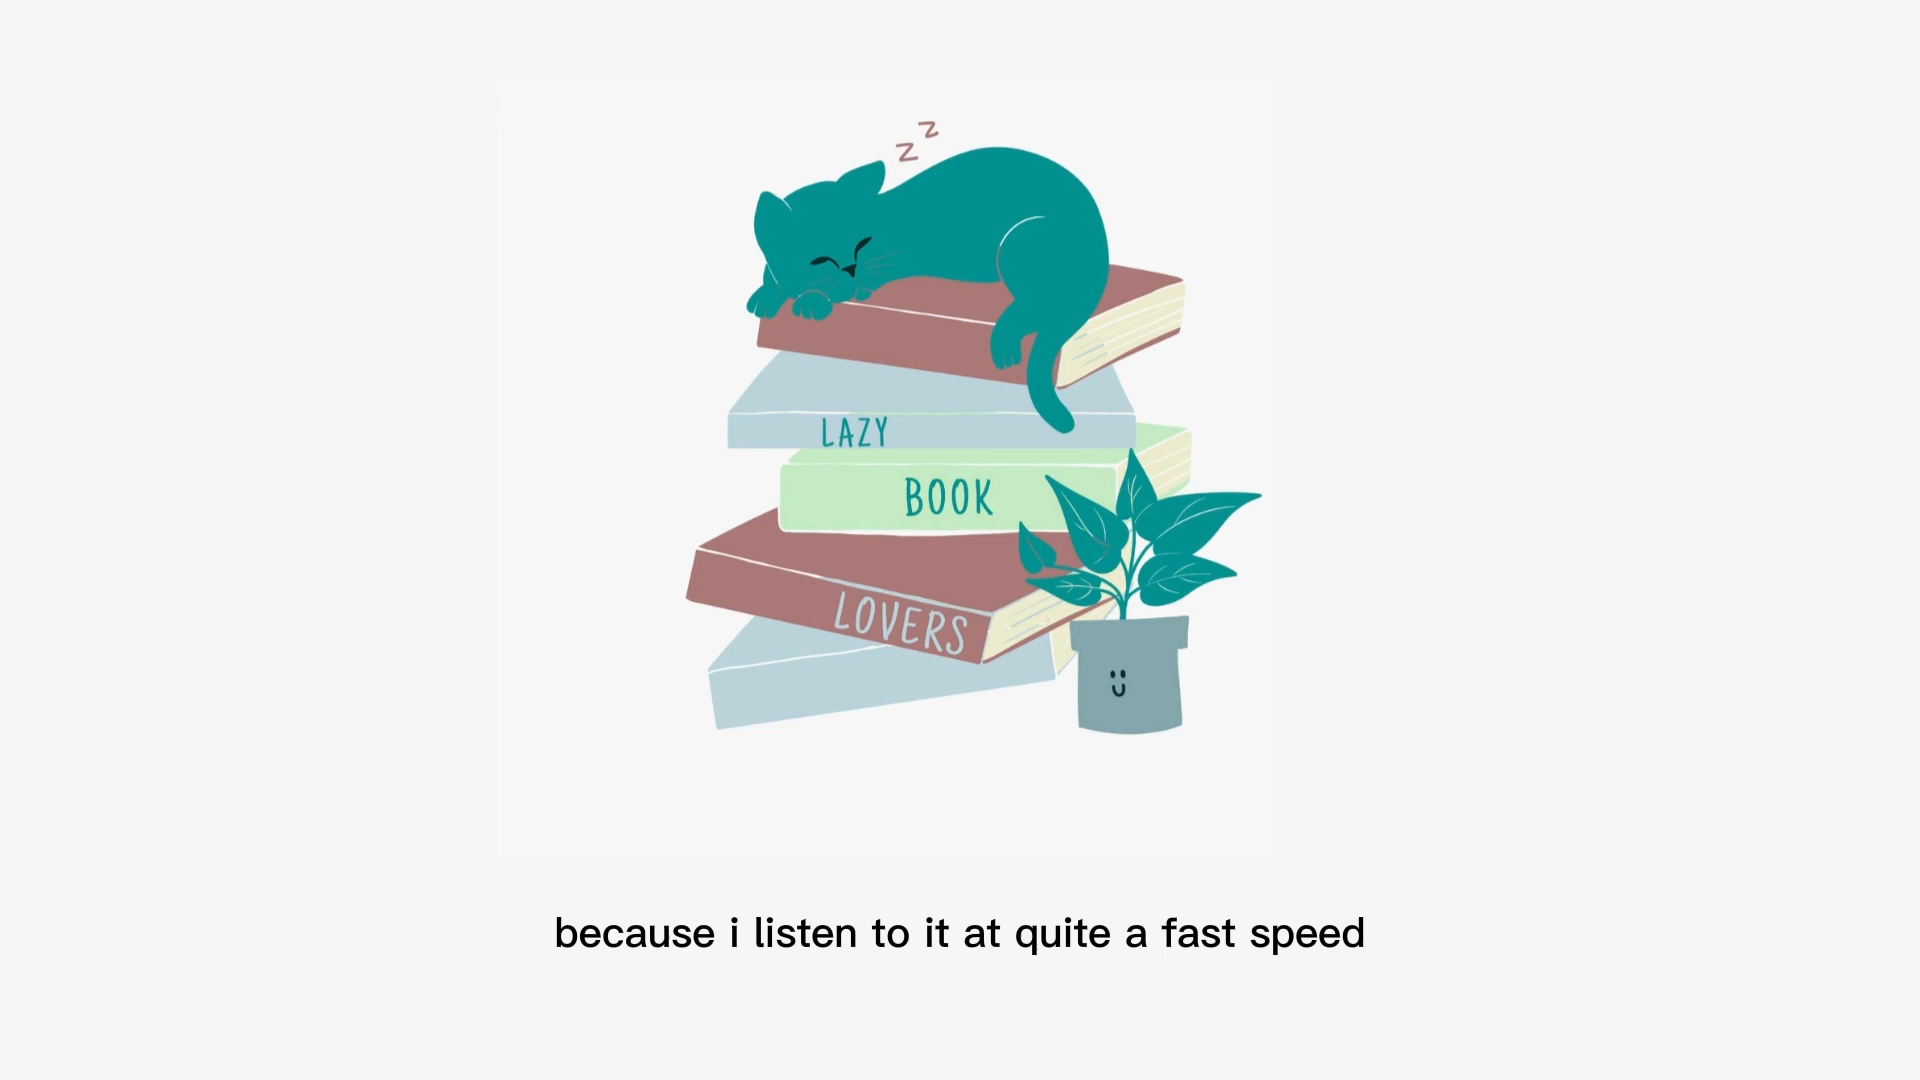 z
z
LAZY
BOOK
LOVERS
because i listen to it at quite a fast speed